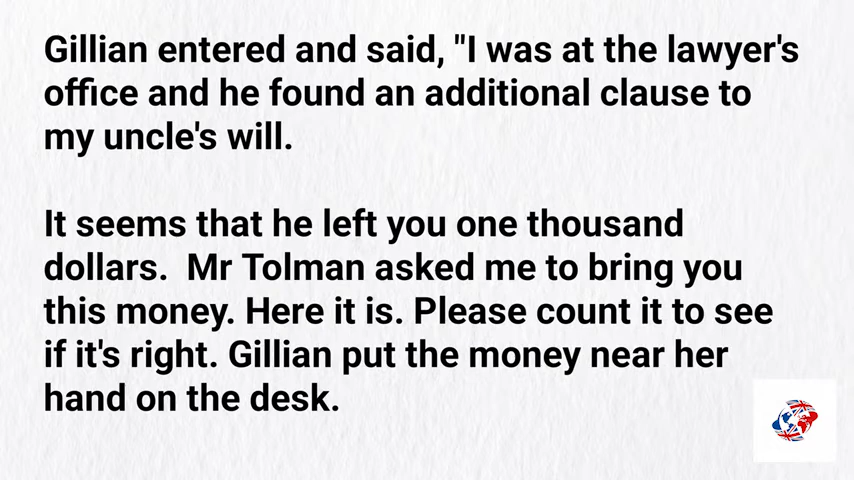 Gillian entered and said, "I was at the lawyer's
office and he found an additional clause to
my uncle's will.
It seems that he left you one thousand
dollars.  Mr Tolman asked me to bring you
this money. Here it is. Please count it to see
if it's right. Gillian put the money near her
hand on the desk.